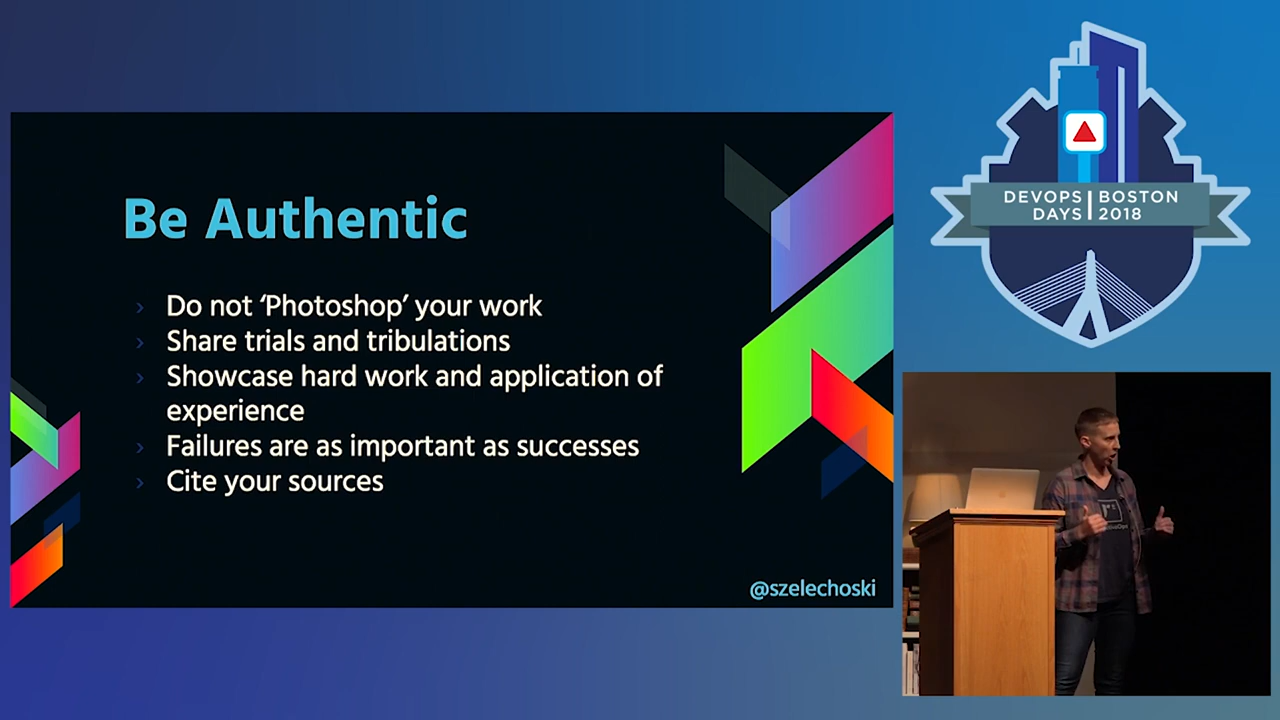 Be Authentic
Do not ‘Photoshop’ your work
Share trials and tribulations
Showcase hard work and application of
experience
Failures are as important as successes
Cite your sources
@szelechoski
DEVOPS BOSTON
DAYS 2018